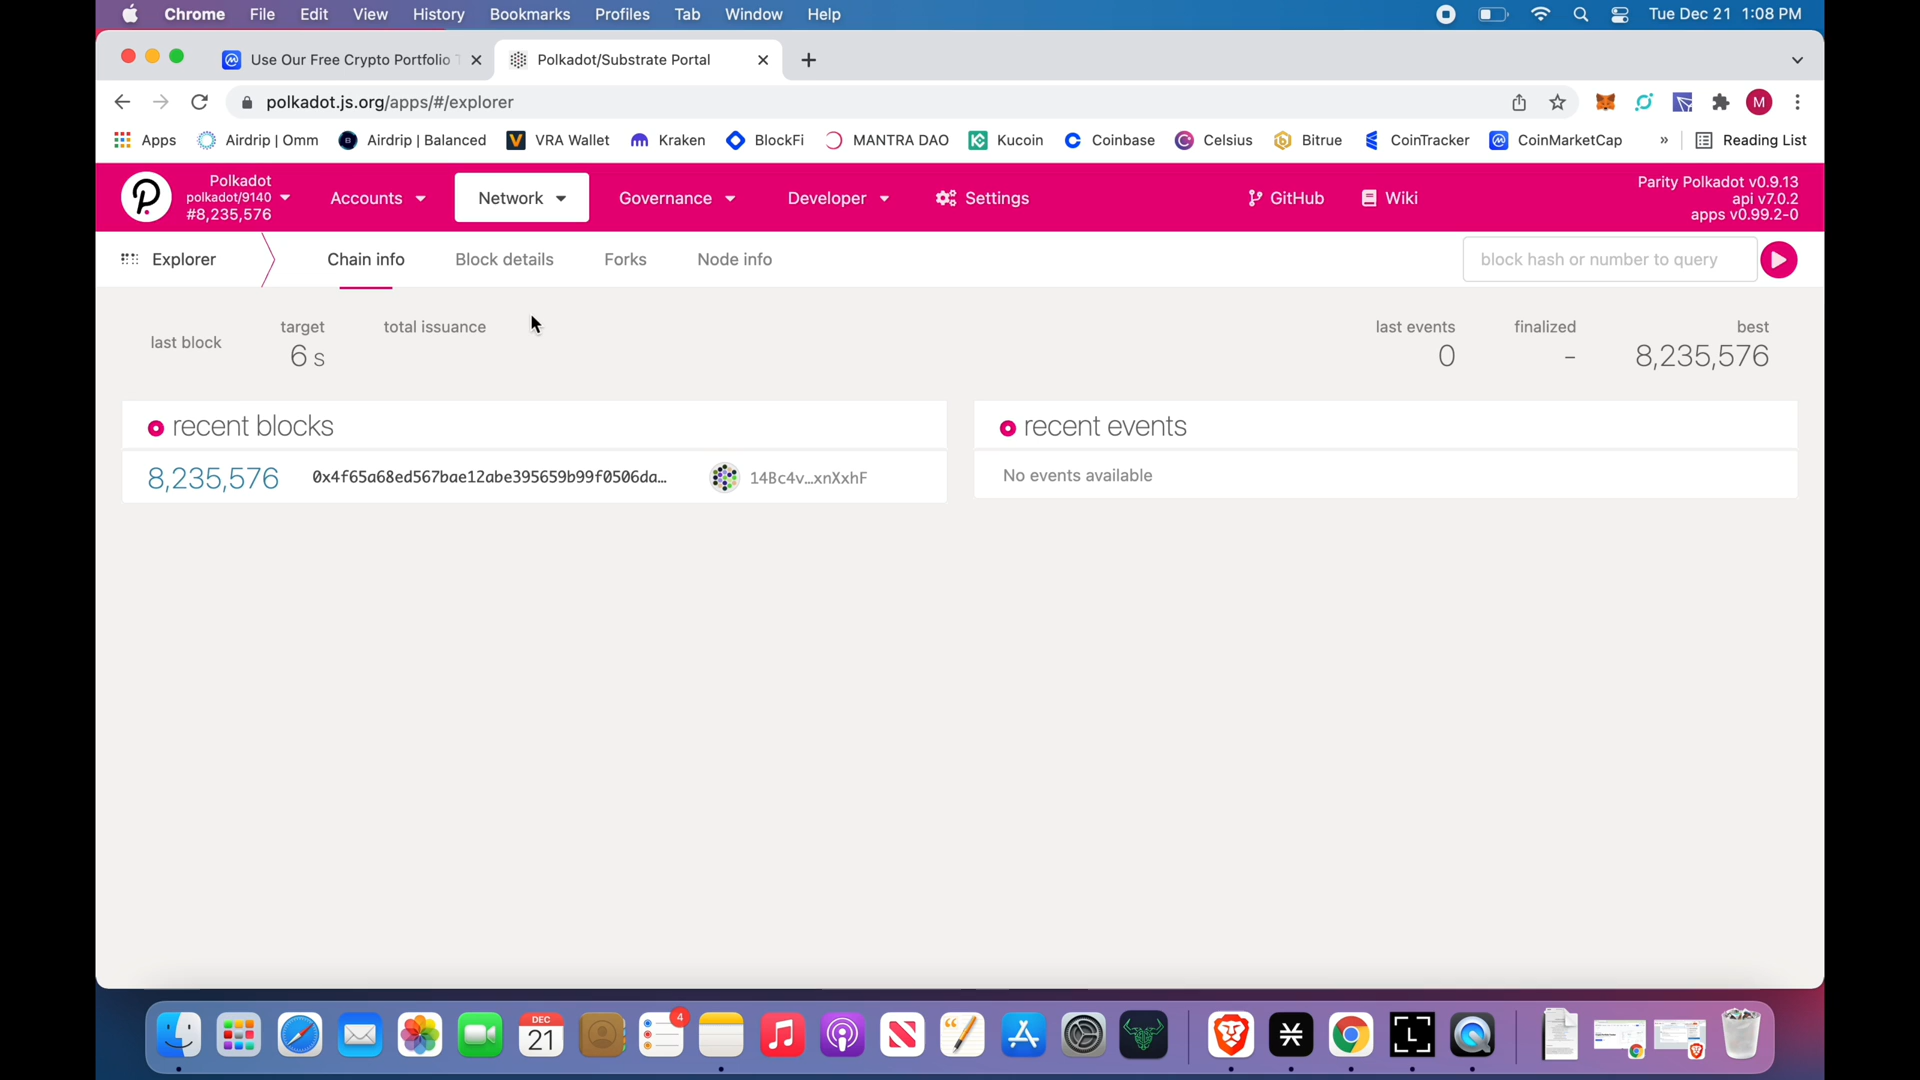 Chrome File Edit View History Bookmarks Profiles Tab Window Help Tue Dec 21 1:08 PM
Use Our Free Crypto Portfolio Polkadot/Substrate Portal
polkadot.js.org/apps/#/explorer M
Apps Airdrip | Omm Airdrip | Balanced VRA Wallet Kraken BlockFi MANTRA DAO Kucoin Coinbase Celsius Bitrue CoinTracker CoinMarketCap » Reading List
Polkadot
polkadot/9140
#8,235,576
Accounts Network Governance Developer Settings GitHub Wiki
Parity Polkadot v0.9.13
api v7.0.2
apps v0.99.2-0
Explorer Chain info Block details Forks Node info block hash or number to query
last block target total issuance last events finalized best
6 s 0 - 8,235,576
recent blocks recent events
8,235,576 0x4f65a68ed567bae12abe395659b99f0506da... 14Bc4v...xnXxhF No events available
DEC
21
4